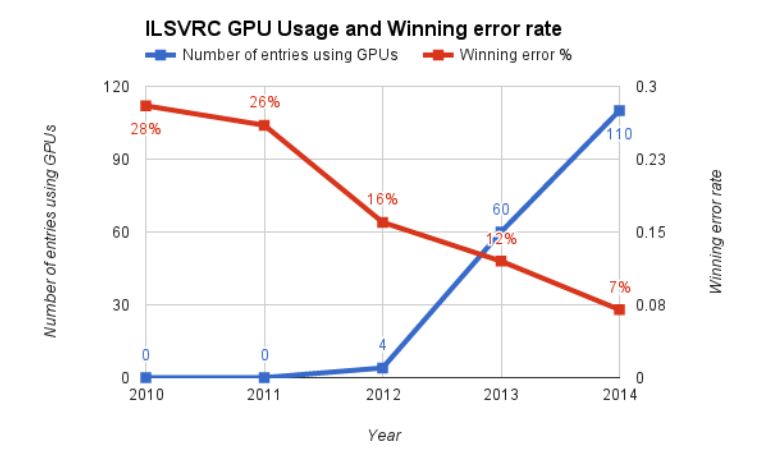 ILSVRC GPU Usage and Winning error rate
Number of entries using GPUs Winning error %
120 0.3
28% 26% 16% 12% 7%
90 0.23
60 0.15
30 0.08
0 0
0 0 4 60 110
2010 2011 2012 2013 2014
Number of entries using GPUs
Winning error rate
Year